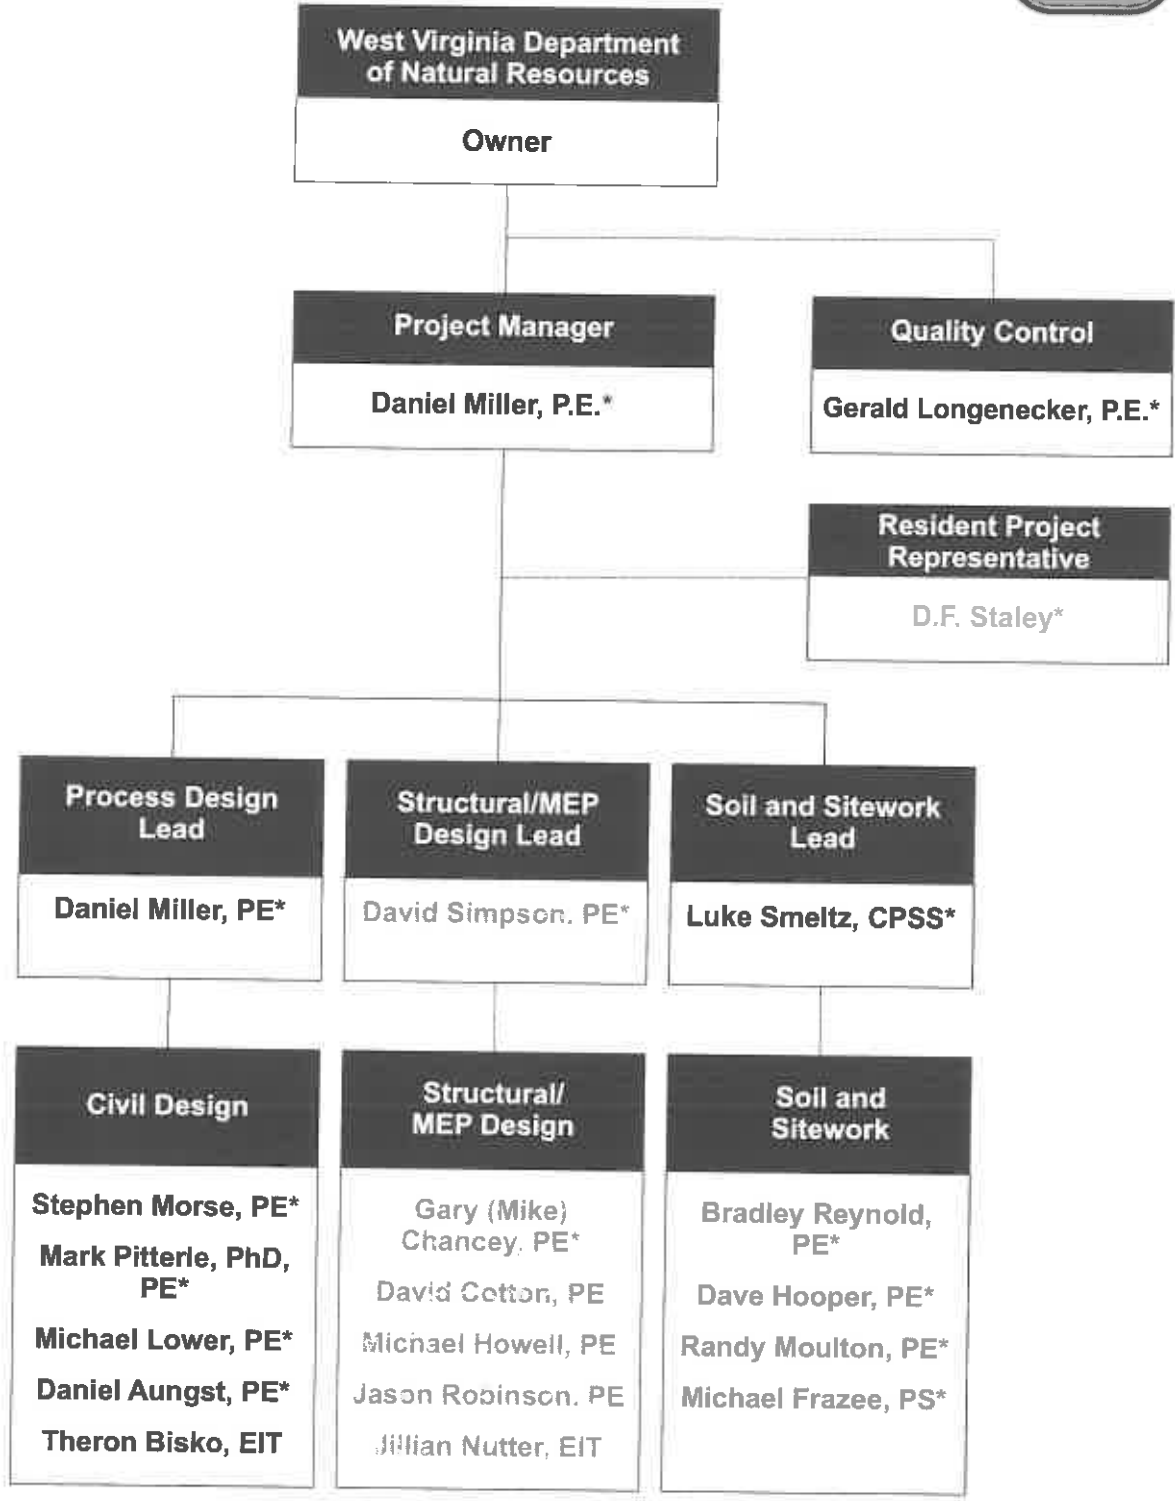 West Virginia Department
of Natural Resources
Owner
Project Manager
Daniel Miller, P.E.*
Quality Control
Gerald Longenecker, P.E.*
Resident Project
Representative
D.F. Staley*
Process Design
Lead
Daniel Miller, PE*
Structural/MEP
Design Lead
David Simpson, PE*
Soil and Sitework
Lead
Luke Smeltz, CPSS*
Civil Design
Stephen Morse, PE*
Mark Pitterle, PhD,
PE*
Michael Lower, PE*
Daniel Aungst, PE*
Theron Bisko, EIT
Structural/
MEP Design
Gary (Mike)
Chancey, PE*
David Cotton, PE
Michael Howell, PE
Jason Robinson, PE
Jillian Nutter, EIT
Soil and
Sitework
Bradley Reynold,
PE*
Dave Hooper, PE*
Randy Moulton, PE*
Michael Frazee, PS*